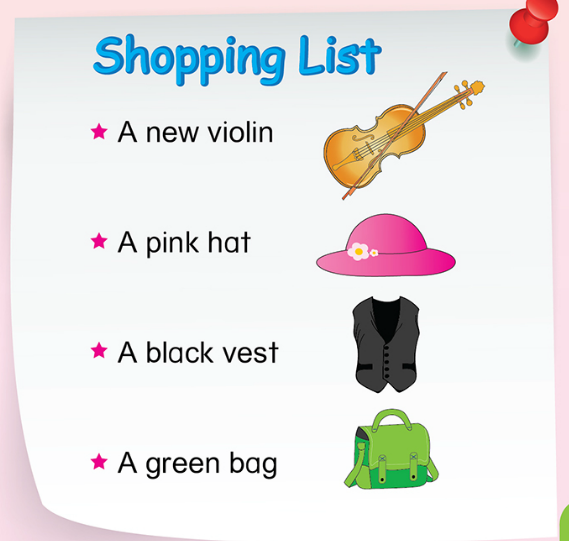 Shopping List
A new violin
A pink hat
A black vest
A green bag